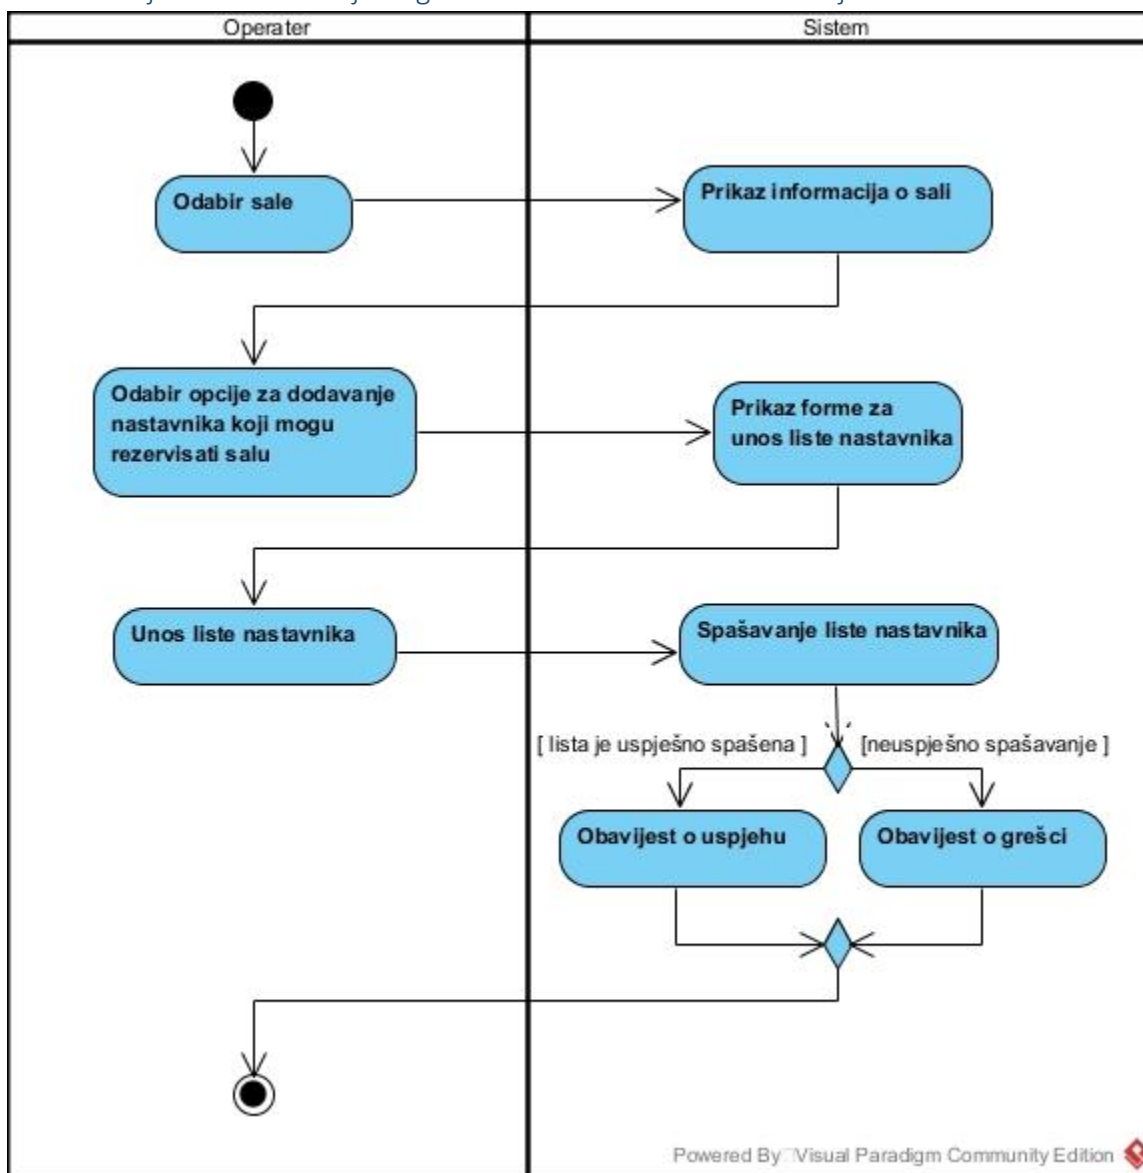 Operater
Sistem
Odabir sale
Prikaz informacija o sali
Odabir opcije za dodavanje
nastavnika koji mogu
rezervisati salu
Prikaz forme za
unos liste nastavnika
Unos liste nastavnika
Spašavanje liste nastavnika
[ lista je uspješno spašena ]
[neuspješno spašavanje ]
Obavijest o uspjehu
Obavijest o grešci
Powered By Visual Paradigm Community Edition